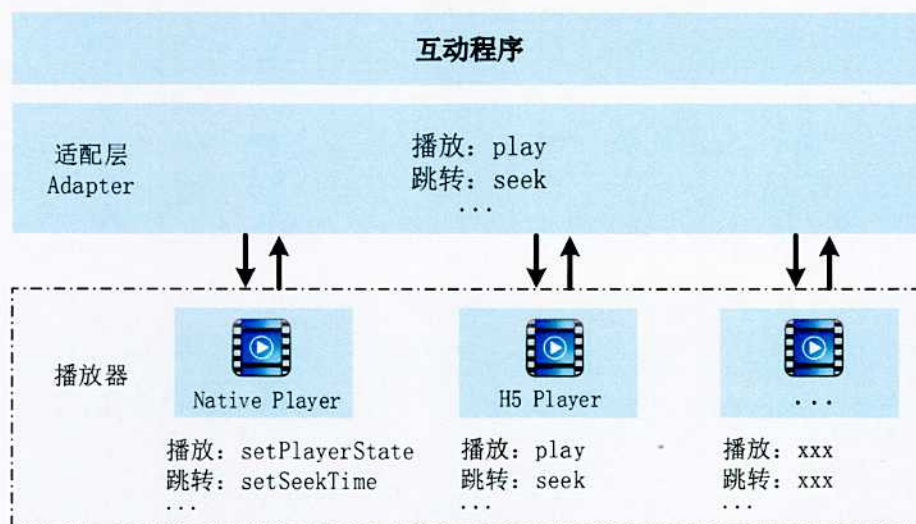 互动程序
适配层
Adapter
播放：play
跳转：seek
...
播放器
Native Player
H5 Player
...
播放：setPlayerState
跳转：setSeekTime
...
播放：play
跳转：seek
...
播放：xxx
跳转：xxx
...